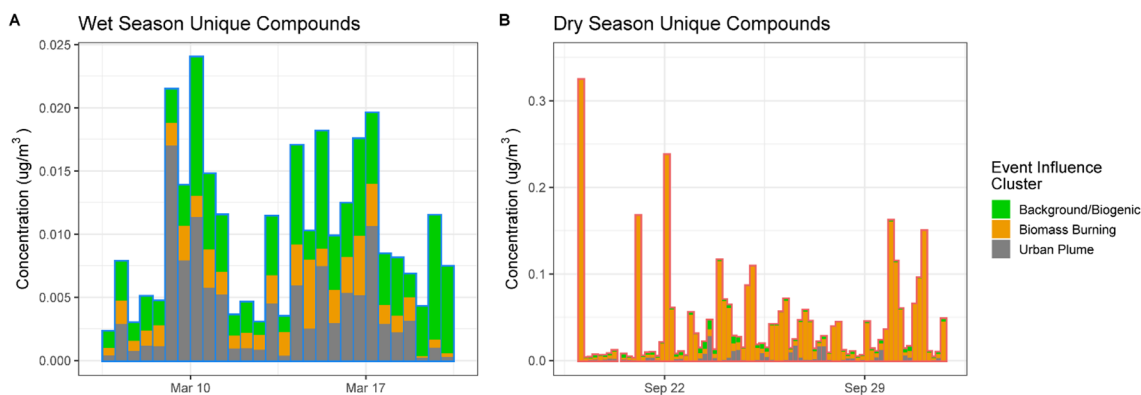 A
Wet Season Unique Compounds
Concentration (ug/m³ )
0.025
0.020
0.015
0.010
0.005
0.000
Mar 10
Mar 17
B
Dry Season Unique Compounds
Concentration (ug/m³ )
0.3
0.2
0.1
0.0
Sep 22
Sep 29
Event Influence
Cluster
Background/Biogenic
Biomass Burning
Urban Plume